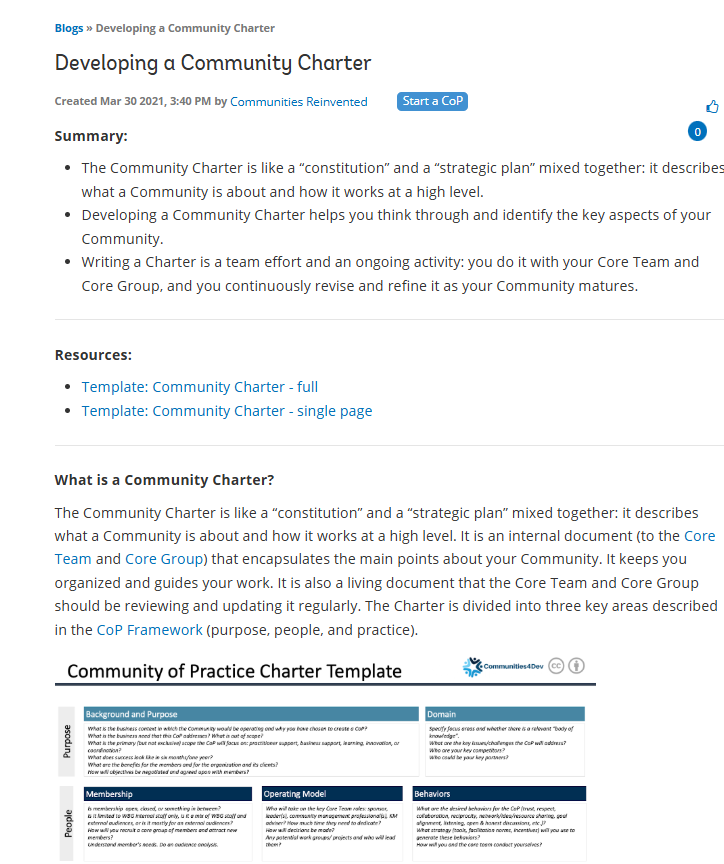 Blogs » Developing a Community Charter
Developing a Community Charter
Created Mar 30 2021, 3:40 PM by Communities Reinvented Start a CoP
0
Summary:
• The Community Charter is like a “constitution” and a “strategic plan” mixed together: it describes
what a Community is about and how it works at a high level.
• Developing a Community Charter helps you think through and identify the key aspects of your
Community.
• Writing a Charter is a team effort and an ongoing activity: you do it with your Core Team and
Core Group, and you continuously revise and refine it as your Community matures.
Resources:
• Template: Community Charter - full
• Template: Community Charter - single page
What is a Community Charter?
The Community Charter is like a “constitution” and a “strategic plan” mixed together: it describes
what a Community is about and how it works at a high level. It is an internal document (to the Core
Team and Core Group) that encapsulates the main points about your Community. It keeps you
organized and guides your work. It is also a living document that the Core Team and Core Group
should be reviewing and updating it regularly. The Charter is divided into three key areas described
in the CoP Framework (purpose, people, and practice).
Community of Practice Charter Template
Communities4Dev
cc
Purpose
Background and Purpose
What is the business context in which the Community would be operating and why you have chosen to create a CoP?
What is the business need that this CoP addresses? What is out of scope?
What is the primary (but not exclusive) scope the CoP will focus on: practitioner support, business support, learning, innovation, or
coordination?
What does success look like in six months/one year?
What are the benefits for the members and for the organization and its clients?
How will objectives be negotiated and agreed upon with members?
Domain
Specify focus areas and whether there is a relevant "body of
knowledge".
What are the key issues/challenges the CoP will address?
Who are your key competitors?
Who could be your key partners?
People
Membership
Is membership open, closed, or something in between?
Is it limited to WBG internal staff only, is it a mix of WBG staff and
external audiences, or is it mostly for an external audiences?
How will you recruit a core group of members and attract new
members?
Understand member's needs. Do an audience analysis.
Operating Model
Who will take on the key Core Team roles: sponsor,
leader(s), community management professional(s), KM
adviser? How much time they need to dedicate?
How will decisions be made?
Any potential work groups/ projects and who will lead
them?
Behaviors
What are the desired behaviors for the CoP (trust, respect,
collaboration, reciprocity, network/idea/resource sharing, goal
alignment, listening, open & honest discussions, etc.)?
What strategy (tools, facilitation norms, incentives) will you use to
generate these behaviors?
How will you and the core team conduct yourselves?